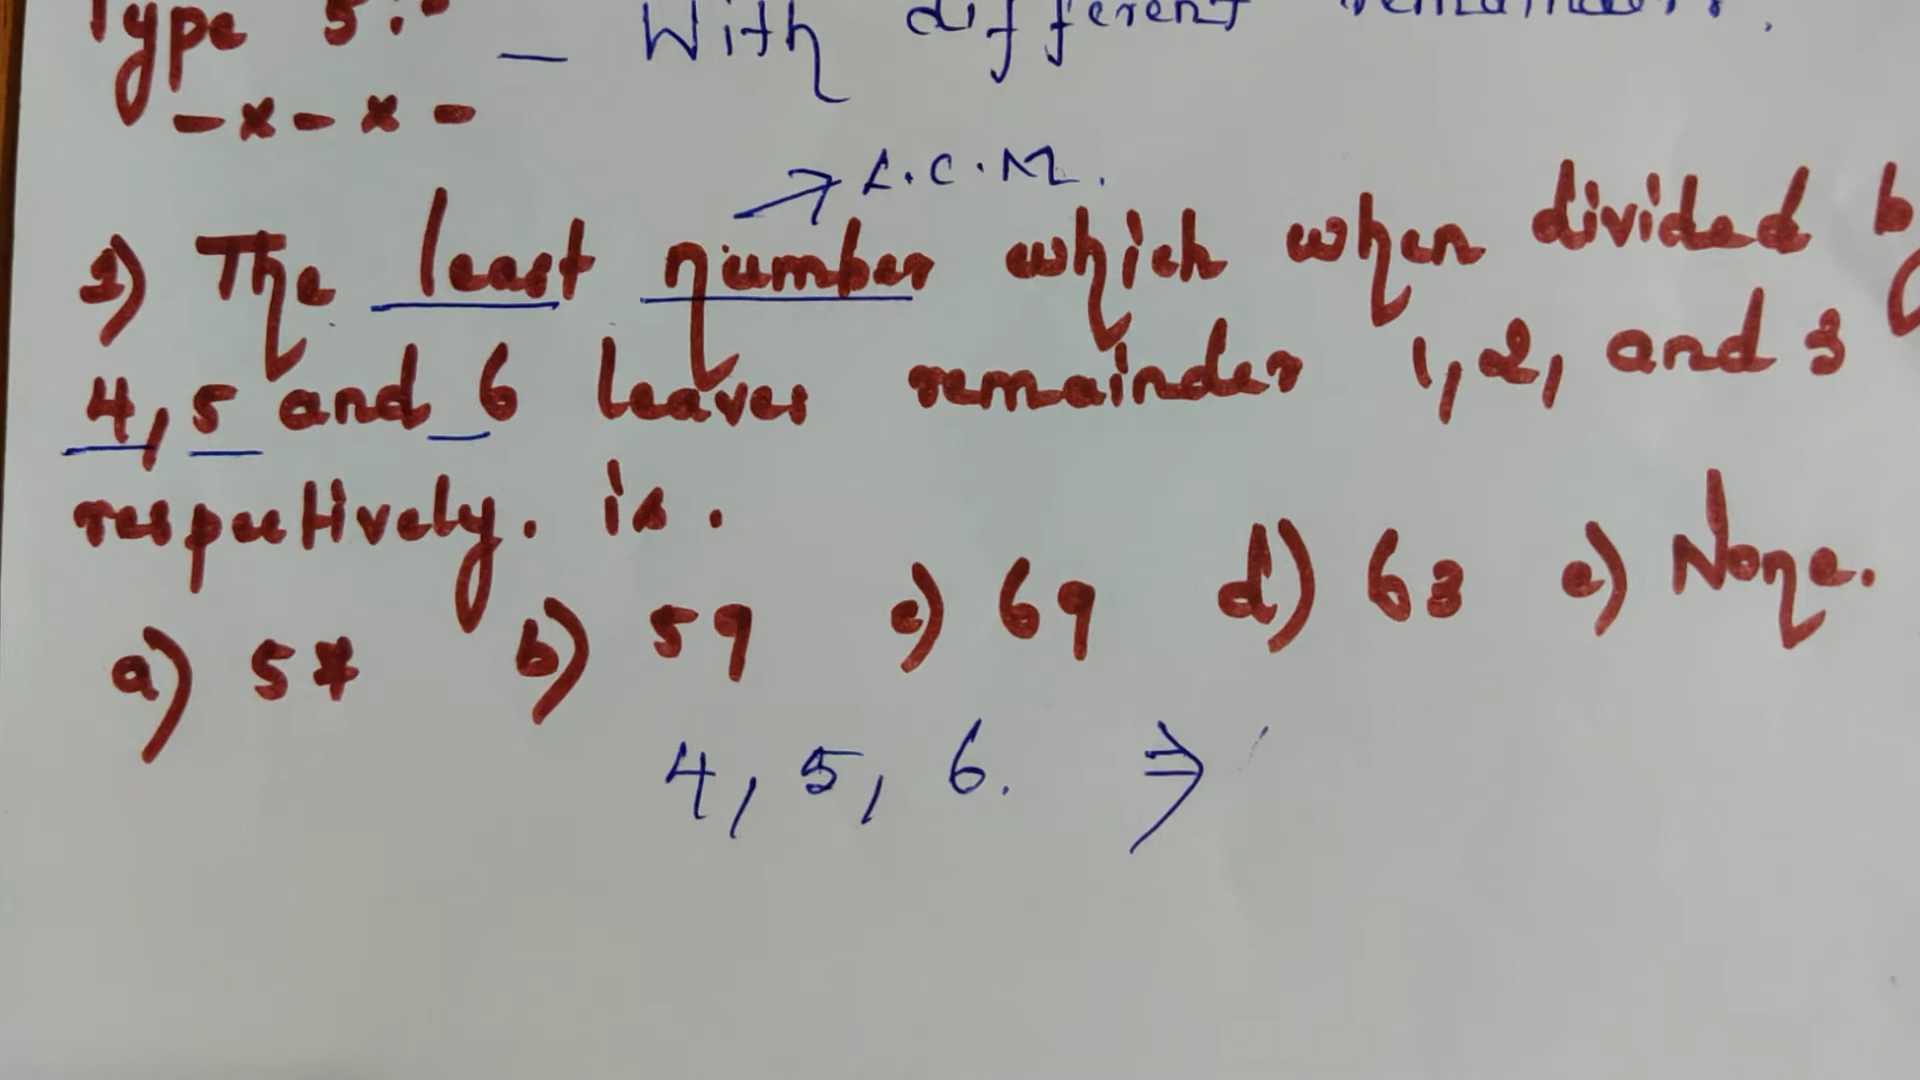 Type 5:- _ With different remainders.
-x-x-
→ L.C.M.
1) The least number which when divided by
4, 5 and 6 leaves remainder 1, 2, and 3
respectively. is.
a) 57 b) 59 c) 69 d) 63 e) None.
4, 5, 6. ⇒